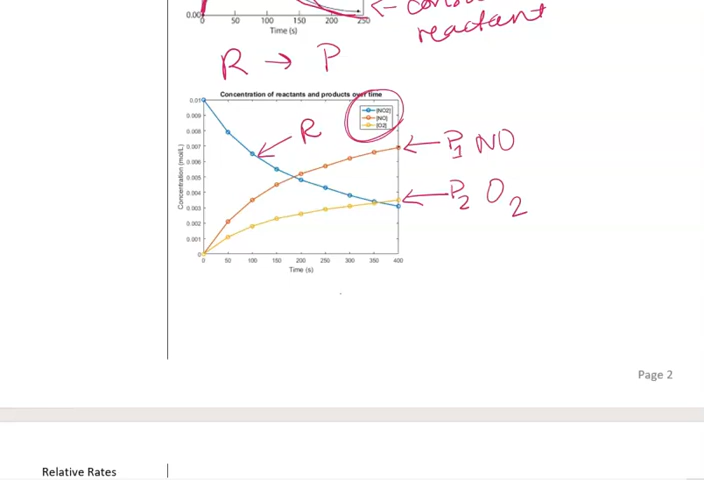 0.00
0 50 100 150 200 250
Time (s)
reactant
R → P
Concentration of reactants and products over time
[NO2]
[NO]
[O2]
Concentration (mol/L)
0.01
0.009
0.008
0.007
0.006
0.005
0.004
0.003
0.002
0.001
0
0 50 100 150 200 250 300 350 400
Time (s)
R
P1 NO
P2 O2
Page 2
Relative Rates